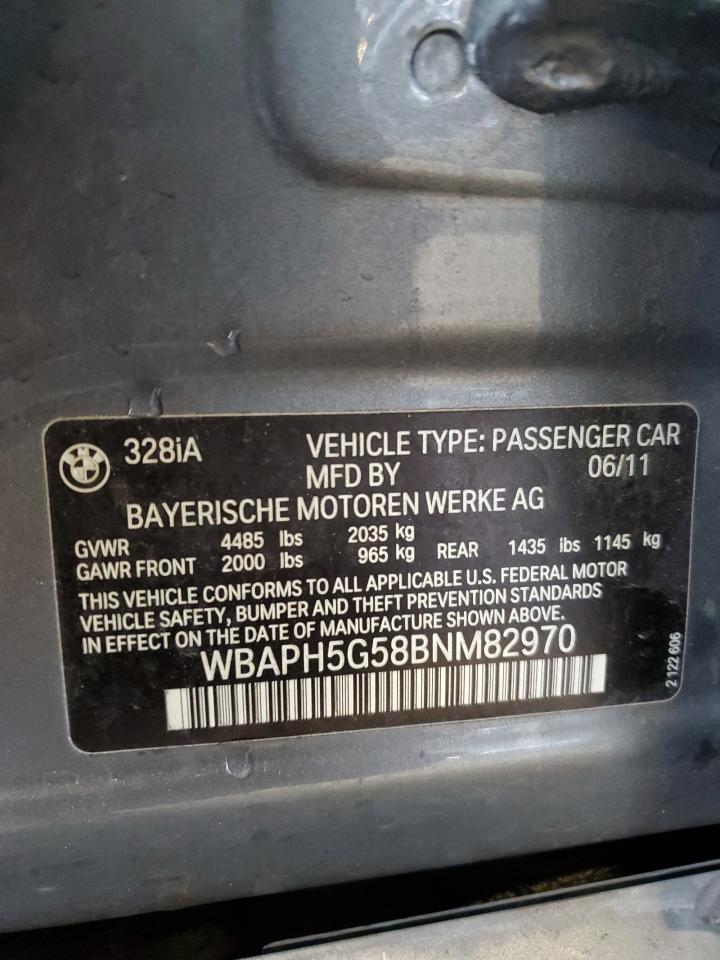 328iA VEHICLE TYPE: PASSENGER CAR
MFD BY 06/11
BAYERISCHE MOTOREN WERKE AG
GVWR 4485 lbs 2035 kg
GAWR FRONT 2000 lbs 965 kg REAR 1435 lbs 1145 kg
THIS VEHICLE CONFORMS TO ALL APPLICABLE U.S. FEDERAL MOTOR
VEHICLE SAFETY, BUMPER AND THEFT PREVENTION STANDARDS
IN EFFECT ON THE DATE OF MANUFACTURE SHOWN ABOVE.
WBAPH5G58BNM82970
2 122 606